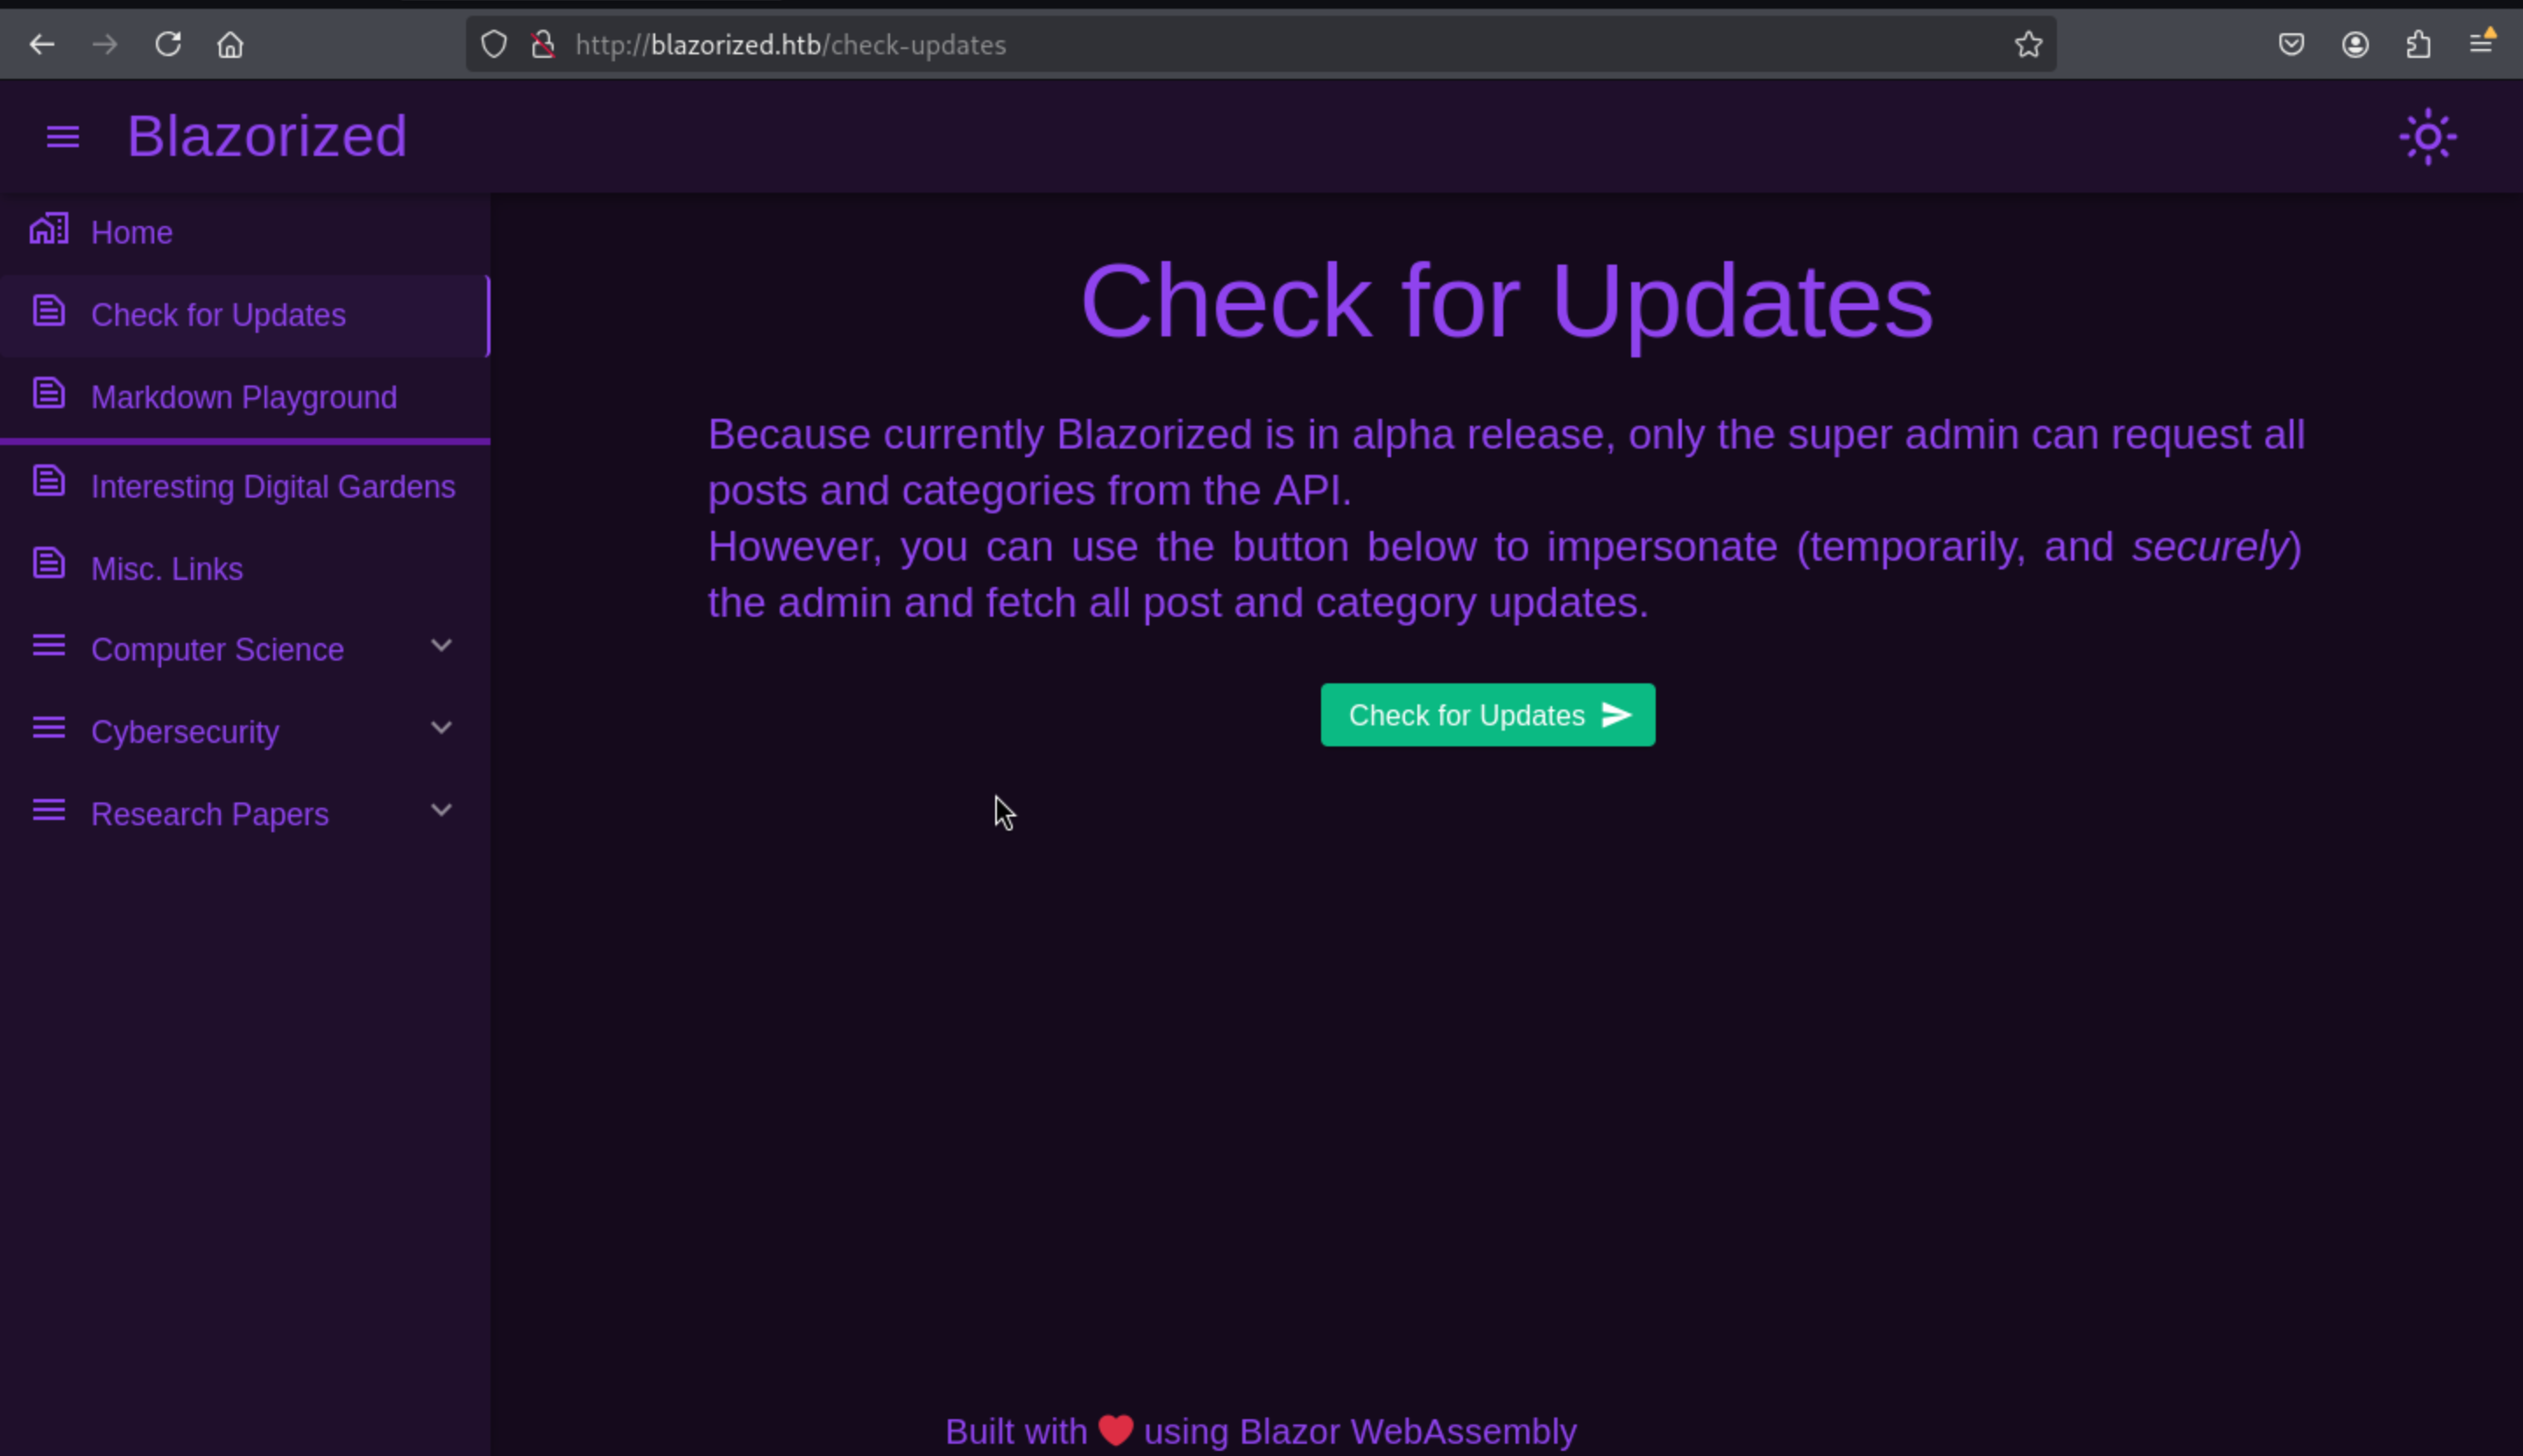 http://blazorized.htb/check-updates
Blazorized
Home
Check for Updates
Markdown Playground
Interesting Digital Gardens
Misc. Links
Computer Science
Cybersecurity
Research Papers
Check for Updates
Because currently Blazorized is in alpha release, only the super admin can request all
posts and categories from the API.
However, you can use the button below to impersonate (temporarily, and securely)
the admin and fetch all post and category updates.
Check for Updates
Built with ❤️ using Blazor WebAssembly